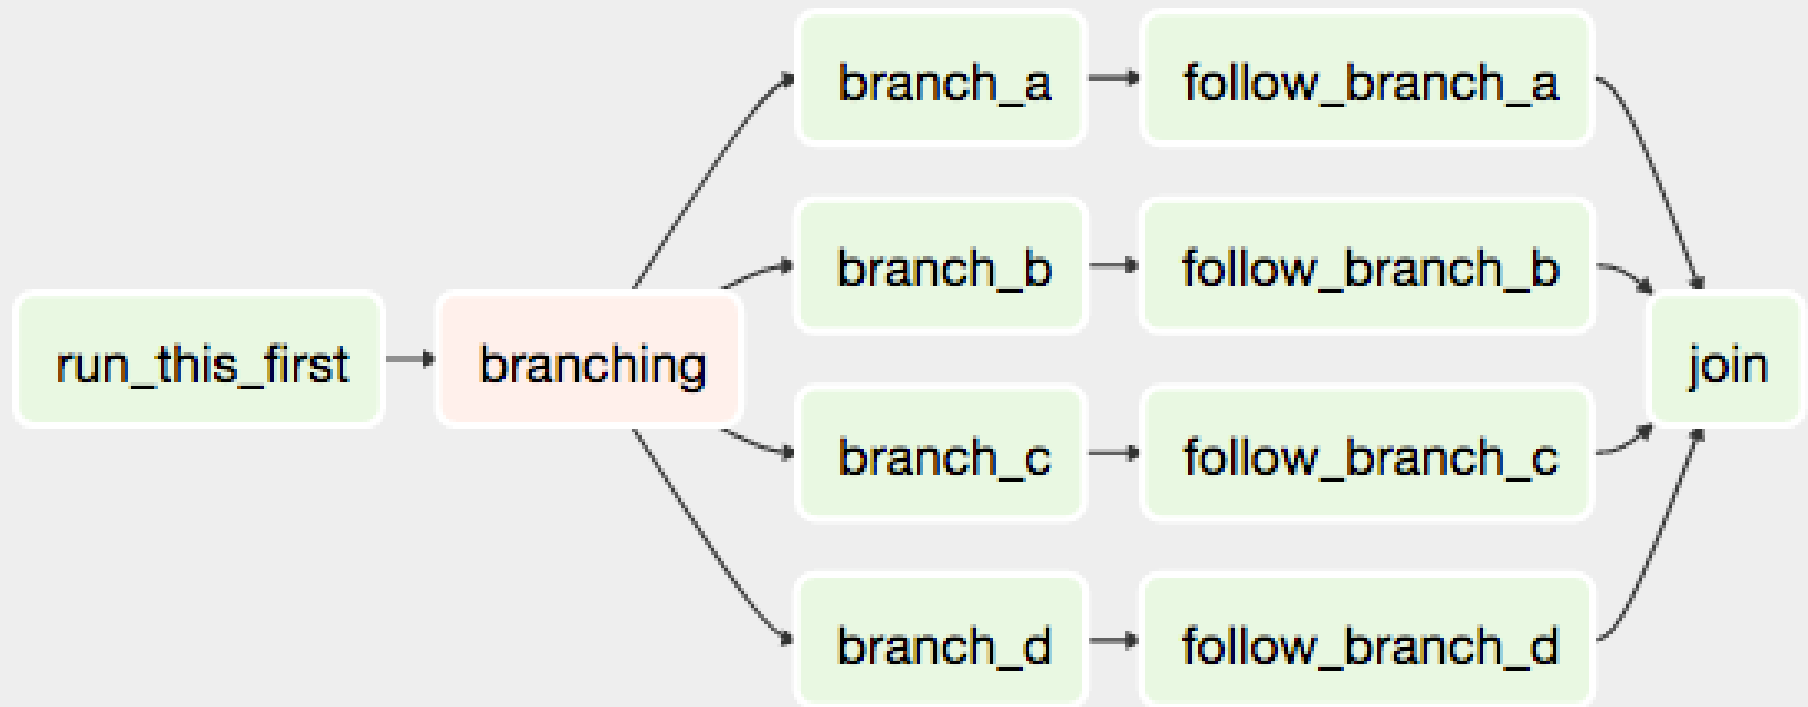 run_this_first
branching
branch_a
follow_branch_a
branch_b
follow_branch_b
branch_c
follow_branch_c
branch_d
follow_branch_d
join